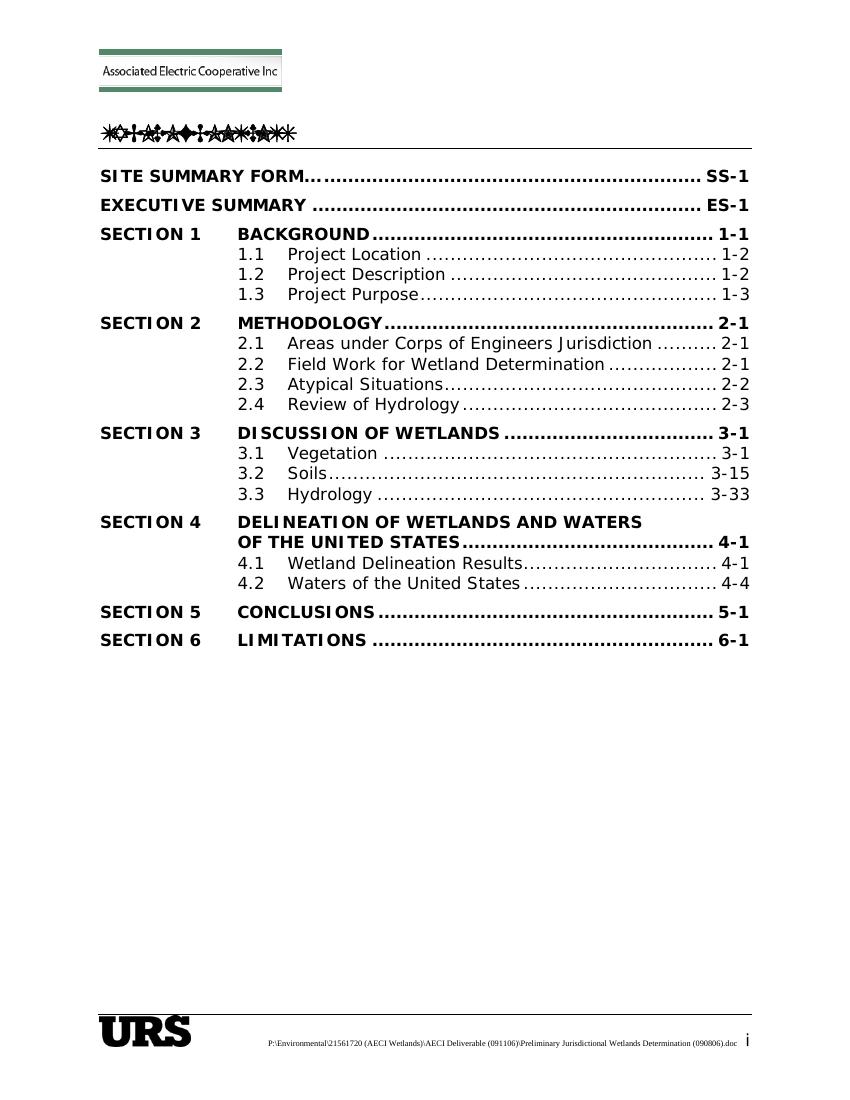 Associated Electric Cooperative Inc
SITE SUMMARY FORM........................................................................ SS-1
EXECUTIVE SUMMARY .................................................................. ES-1
SECTION 1 BACKGROUND.......................................................... 1-1
1.1 Project Location ................................................ 1-2
1.2 Project Description ............................................ 1-2
1.3 Project Purpose................................................. 1-3
SECTION 2 METHODOLOGY........................................................ 2-1
2.1 Areas under Corps of Engineers Jurisdiction .......... 2-1
2.2 Field Work for Wetland Determination .................. 2-1
2.3 Atypical Situations............................................. 2-2
2.4 Review of Hydrology.......................................... 2-3
SECTION 3 DISCUSSION OF WETLANDS .................................... 3-1
3.1 Vegetation ....................................................... 3-1
3.2 Soils.............................................................. 3-15
3.3 Hydrology ...................................................... 3-33
SECTION 4 DELINEATION OF WETLANDS AND WATERS
OF THE UNITED STATES........................................... 4-1
4.1 Wetland Delineation Results................................ 4-1
4.2 Waters of the United States................................ 4-4
SECTION 5 CONCLUSIONS ......................................................... 5-1
SECTION 6 LIMITATIONS .......................................................... 6-1
URS
P:\Environmental\21561720 (AECI Wetlands)\AECI Deliverable (091106)\Preliminary Jurisdictional Wetlands Determination (090806).doc i